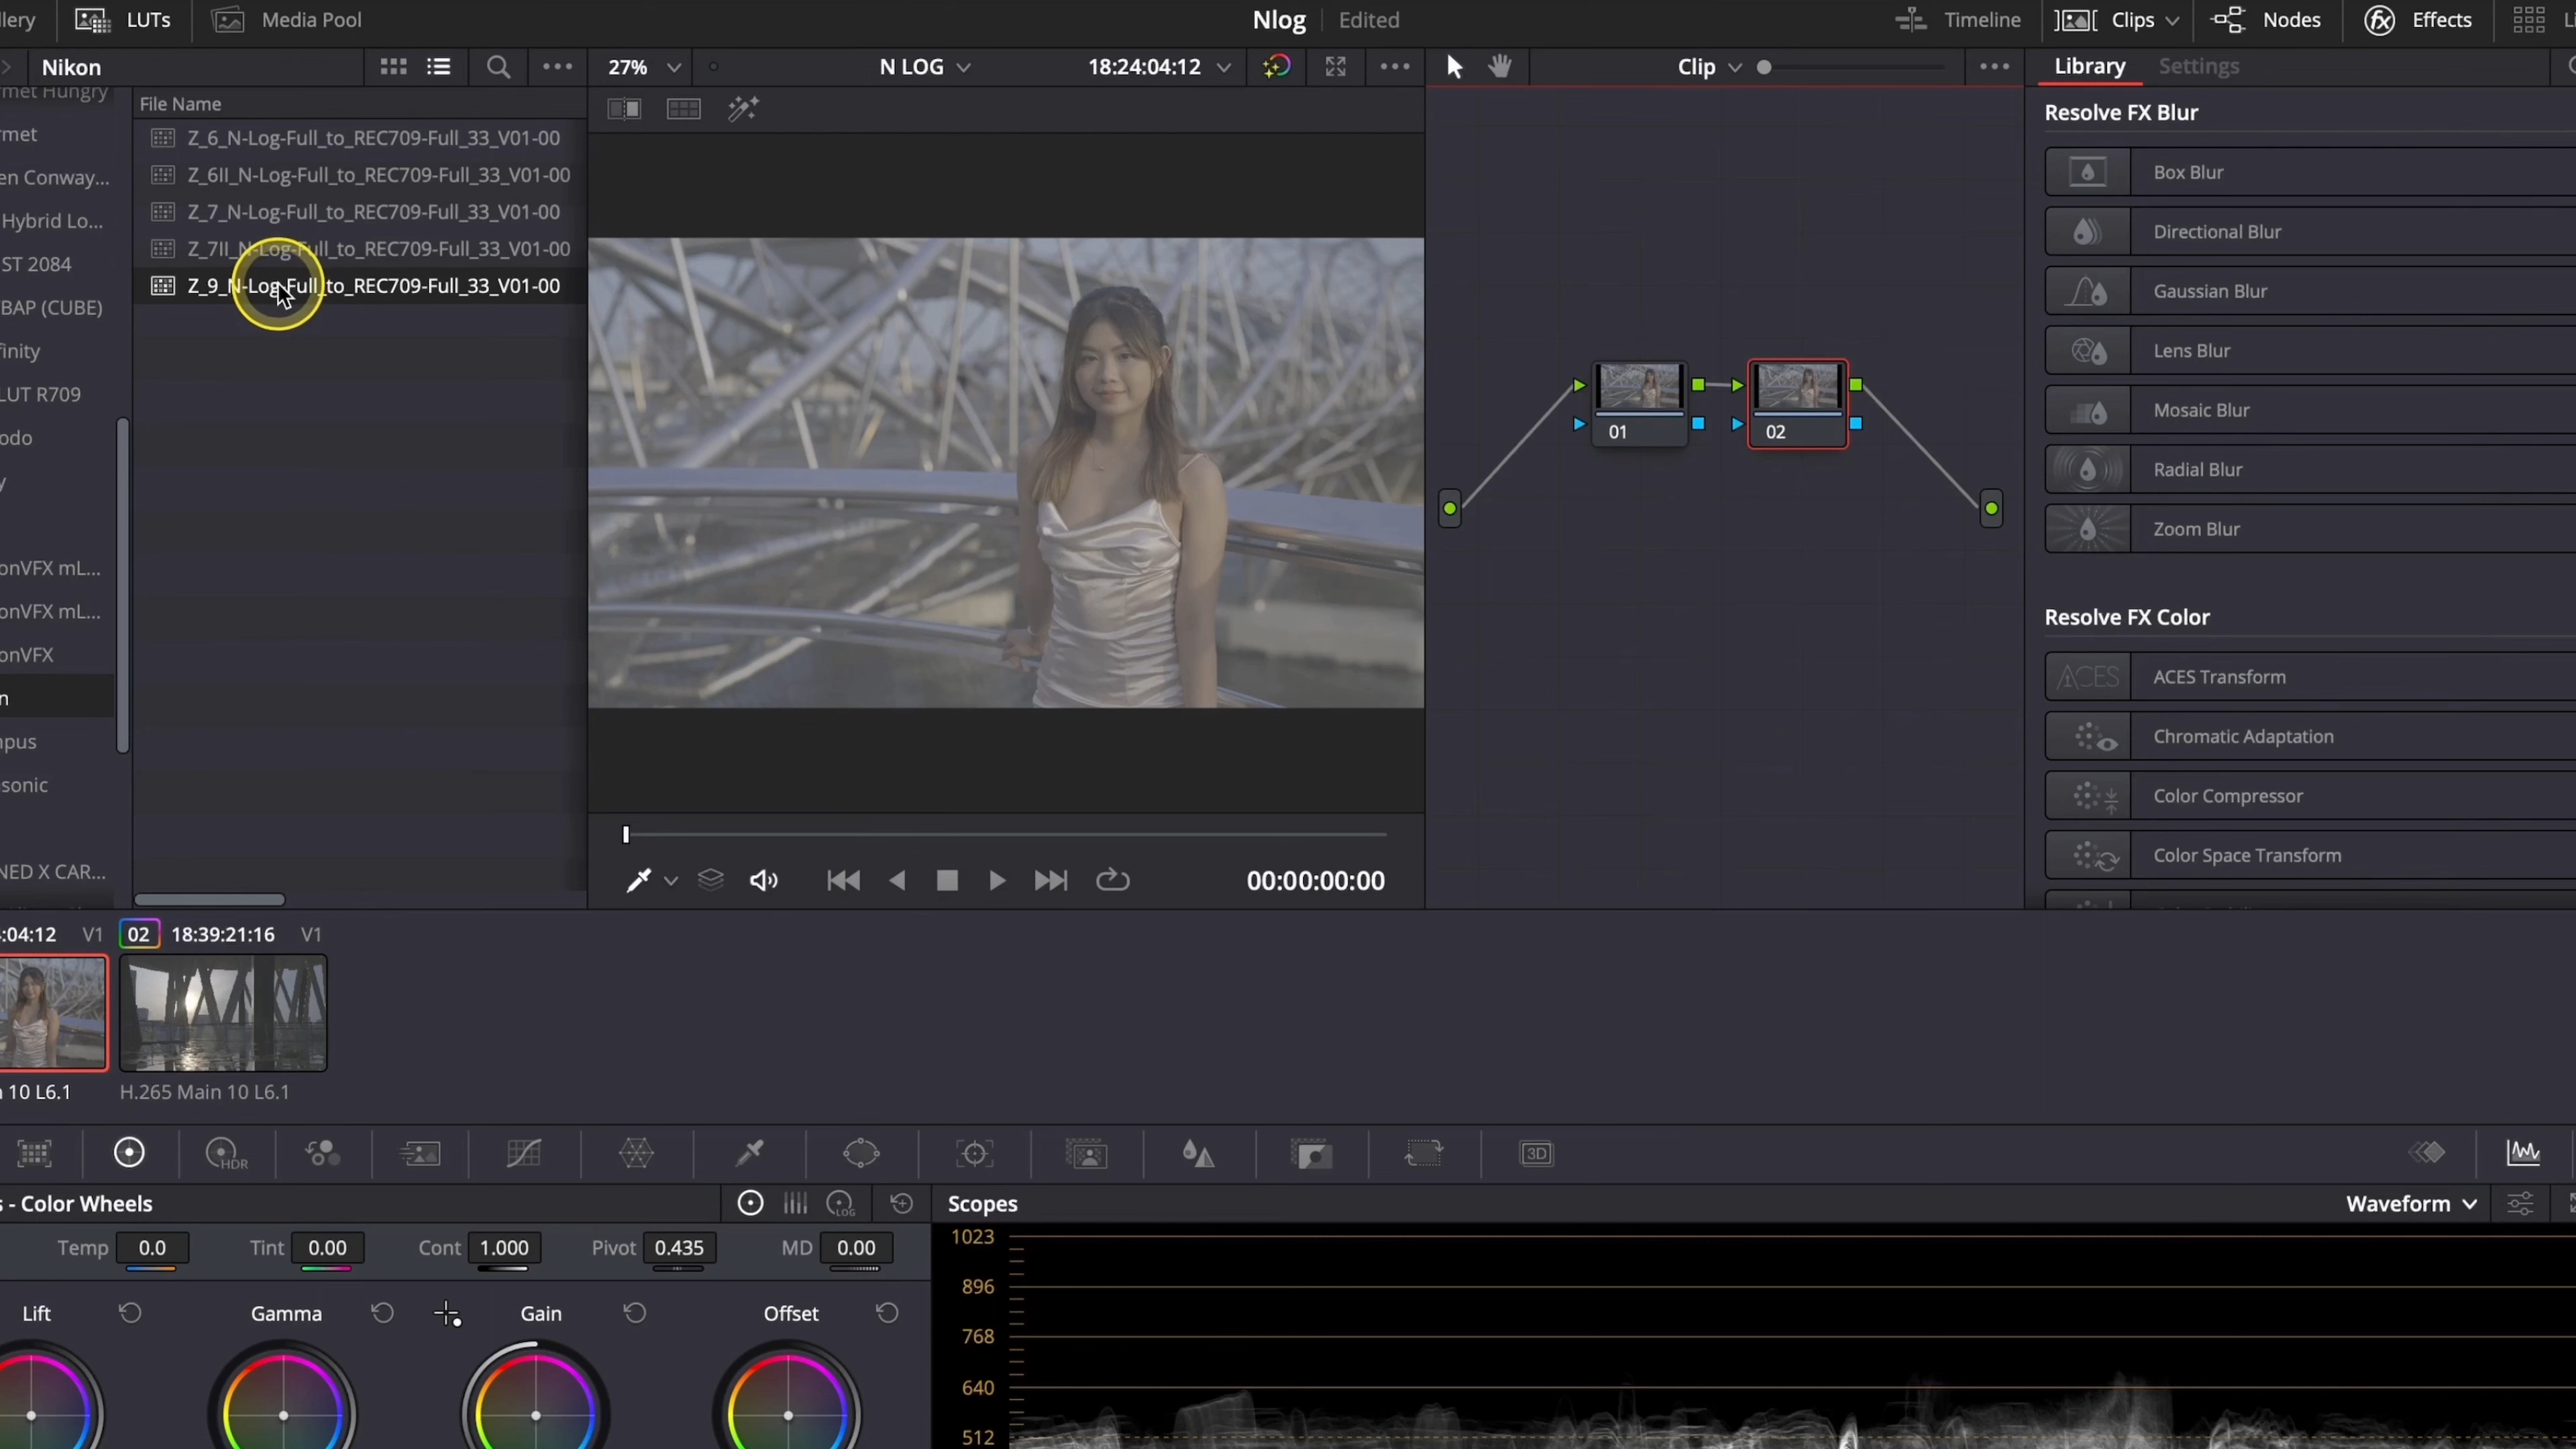 llery LUTs Media Pool Nlog Edited Timeline Clips Nodes Effects Li
Nikon 27% N LOG 18:24:04:12 Clip Library Settings
File Name
rmet Hungry
rmet
en Conway...
Hybrid Lo...
ST 2084
BAP (CUBE)
finity
LUT R709
odo
y
onVFX mL...
onVFX mL...
onVFX
n
mpus
sonic
NED X CAR...
Z_6_N-Log-Full_to_REC709-Full_33_V01-00
Z_6II_N-Log-Full_to_REC709-Full_33_V01-00
Z_7_N-Log-Full_to_REC709-Full_33_V01-00
Z_7II_N-Log-Full_to_REC709-Full_33_V01-00
Z_9_N-Log-Full_to_REC709-Full_33_V01-00
00:00:00:00
01 02
Resolve FX Blur
Box Blur
Directional Blur
Gaussian Blur
Lens Blur
Mosaic Blur
Radial Blur
Zoom Blur
Resolve FX Color
ACES ACES Transform
Chromatic Adaptation
Color Compressor
Color Space Transform
:04:12 V1 02 18:39:21:16 V1
10 L6.1 H.265 Main 10 L6.1
HDR 3D
s - Color Wheels LOG Scopes Waveform
Temp 0.0 Tint 0.00 Cont 1.000 Pivot 0.435 MD 0.00
Lift Gamma Gain Offset
1023
896
768
640
512